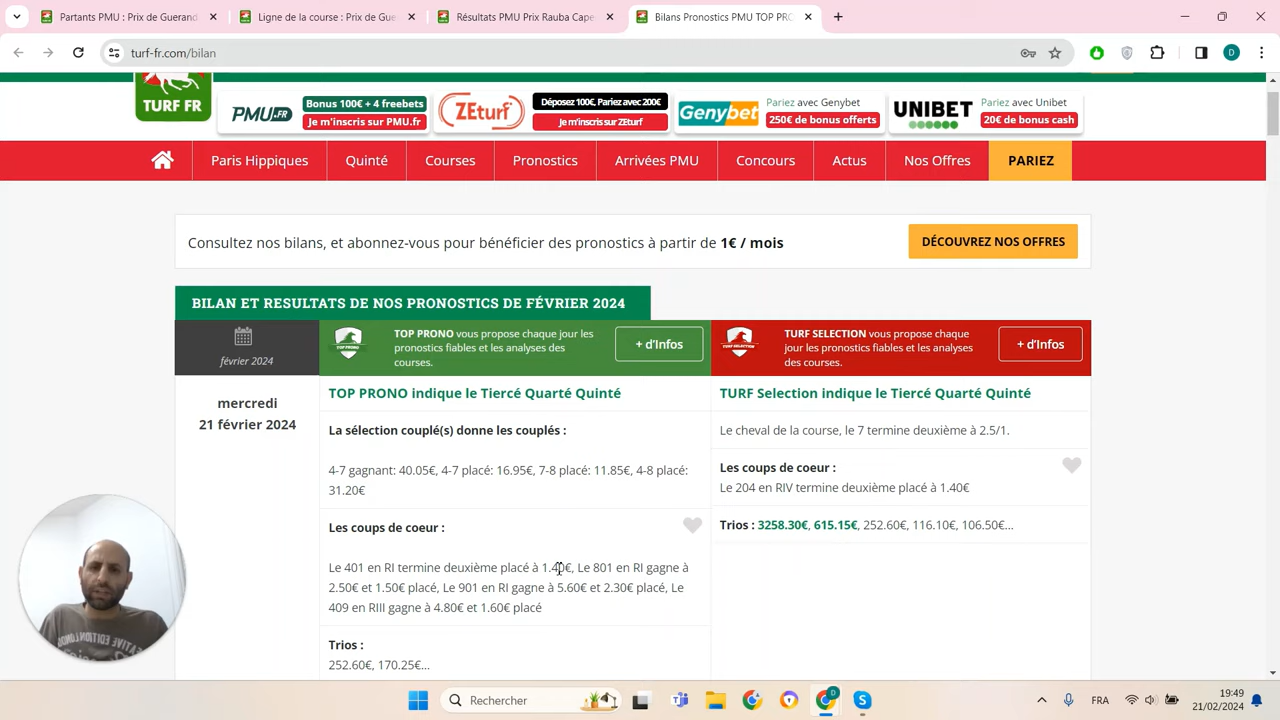 Partants PMU : Prix de Guerand
Ligne de la course : Prix de Gue
Résultats PMU Prix Rauba Cape
Bilans Pronostics PMU TOP PRO
turf-fr.com/bilan
D
TURF FR
PMU.FR
Bonus 100€ + 4 freebets
Je m'inscris sur PMU.fr
ZEturf
Déposez 100€, Pariez avec 200€
Je m'inscris sur ZEturf
Genybet
Pariez avec Genybet
250€ de bonus offerts
UNIBET
Pariez avec Unibet
20€ de bonus cash
Paris Hippiques
Quinté
Courses
Pronostics
Arrivées PMU
Concours
Actus
Nos Offres
PARIEZ
Consultez nos bilans, et abonnez-vous pour bénéficier des pronostics à partir de 1€ / mois
DÉCOUVREZ NOS OFFRES
BILAN ET RESULTATS DE NOS PRONOSTICS DE FÉVRIER 2024
février 2024
TOP PRONO
TOP PRONO vous propose chaque jour les
pronostics fiables et les analyses des
courses.
+ d'Infos
TURF SELECTION
TURF SELECTION vous propose chaque
jour les pronostics fiables et les analyses
des courses.
+ d'Infos
mercredi
21 février 2024
TOP PRONO indique le Tiercé Quarté Quinté
La sélection couplé(s) donne les couplés :
4-7 gagnant: 40.05€, 4-7 placé: 16.95€, 7-8 placé: 11.85€, 4-8 placé:
31.20€
Les coups de coeur :
Le 401 en RI termine deuxième placé à 1.40€, Le 801 en RI gagne à
2.50€ et 1.50€ placé, Le 901 en RI gagne à 5.60€ et 2.30€ placé, Le
409 en RIII gagne à 4.80€ et 1.60€ placé
Trios :
252.60€, 170.25€...
TURF Selection indique le Tiercé Quarté Quinté
Le cheval de la course, le 7 termine deuxième à 2.5/1.
Les coups de coeur :
Le 204 en RIV termine deuxième placé à 1.40€
Trios : 3258.30€, 615.15€, 252.60€, 116.10€, 106.50€...
Rechercher
FRA
19:49
21/02/2024